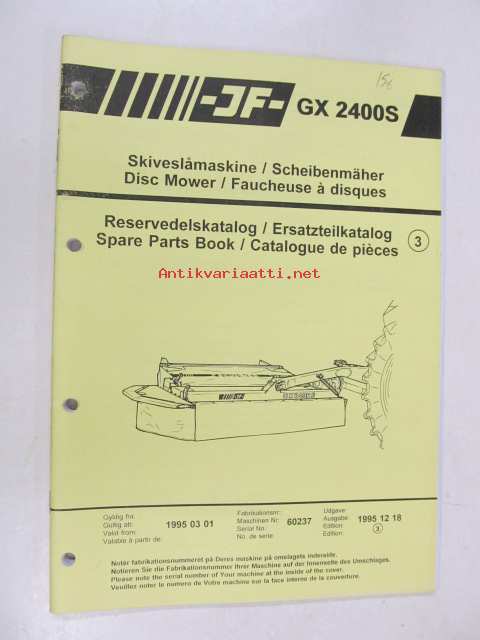 156
-JF- GX 2400S
Skiveslåmaskine / Scheibenmäher
Disc Mower / Faucheuse à disques
Reservedelskatalog / Ersatzteilkatalog
Spare Parts Book / Catalogue de pièces 3
Antikvariaatti.net
JF
Gyldig fra:
Gültig ab:
Valid from:
Valable à partir de:
1995 03 01
Fabrikationsnr.:
Maschinen Nr:
Serial No.:
No. de serie:
60237
Udgave:
Ausgabe:
Edition:
Edition:
1995 12 18
3
Notér fabrikationsnummeret på Deres maskine på omslagets inderside.
Notieren Sie die Fabrikationsnummer Ihrer Maschine auf der Innenseite des Umschlages.
Please note the serial number of Your machine at the inside of the cover.
Veuillez noter le numero de Votre machine sur la face interne de la couverture.